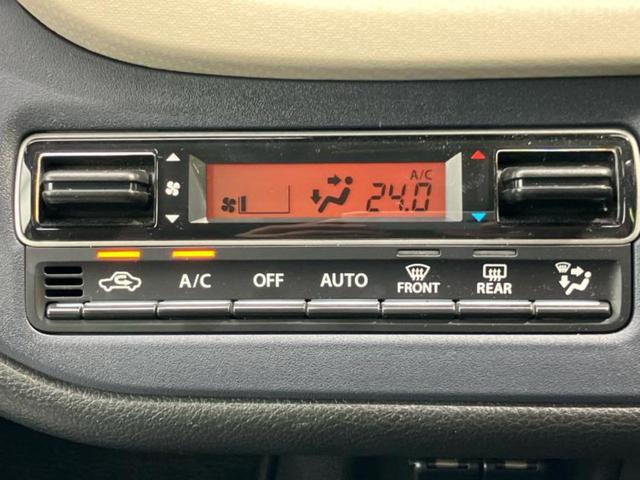 A/C
24.0
A/C OFF AUTO FRONT REAR